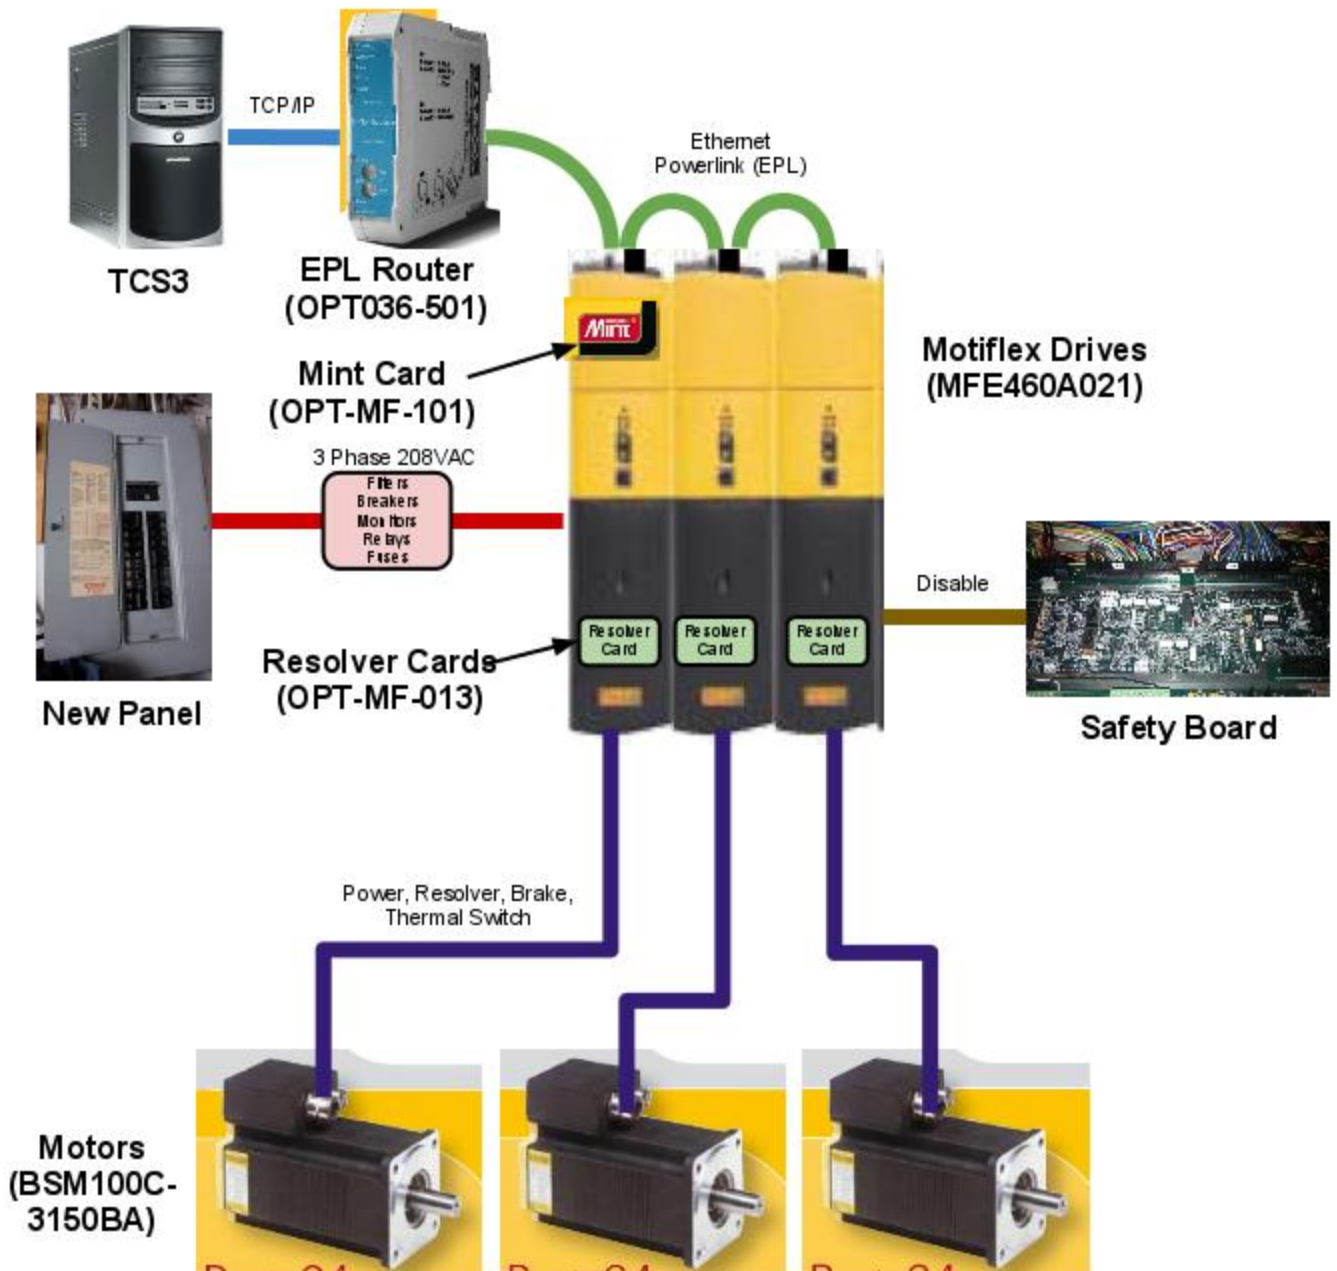 TCP/IP
Ethernet
Powerlink (EPL)
TCS3
EPL Router
(OPT036-501)
Mint
Mint Card
(OPT-MF-101)
Motiflex Drives
(MFE460A021)
3 Phase 208VAC
Filters
Breakers
Monitors
Relays
Fuses
Disable
Resolver
Card
Resolver
Card
Resolver
Card
Resolver Cards
(OPT-MF-013)
New Panel
Safety Board
Power, Resolver, Brake,
Thermal Switch
Motors
(BSM100C-
3150BA)